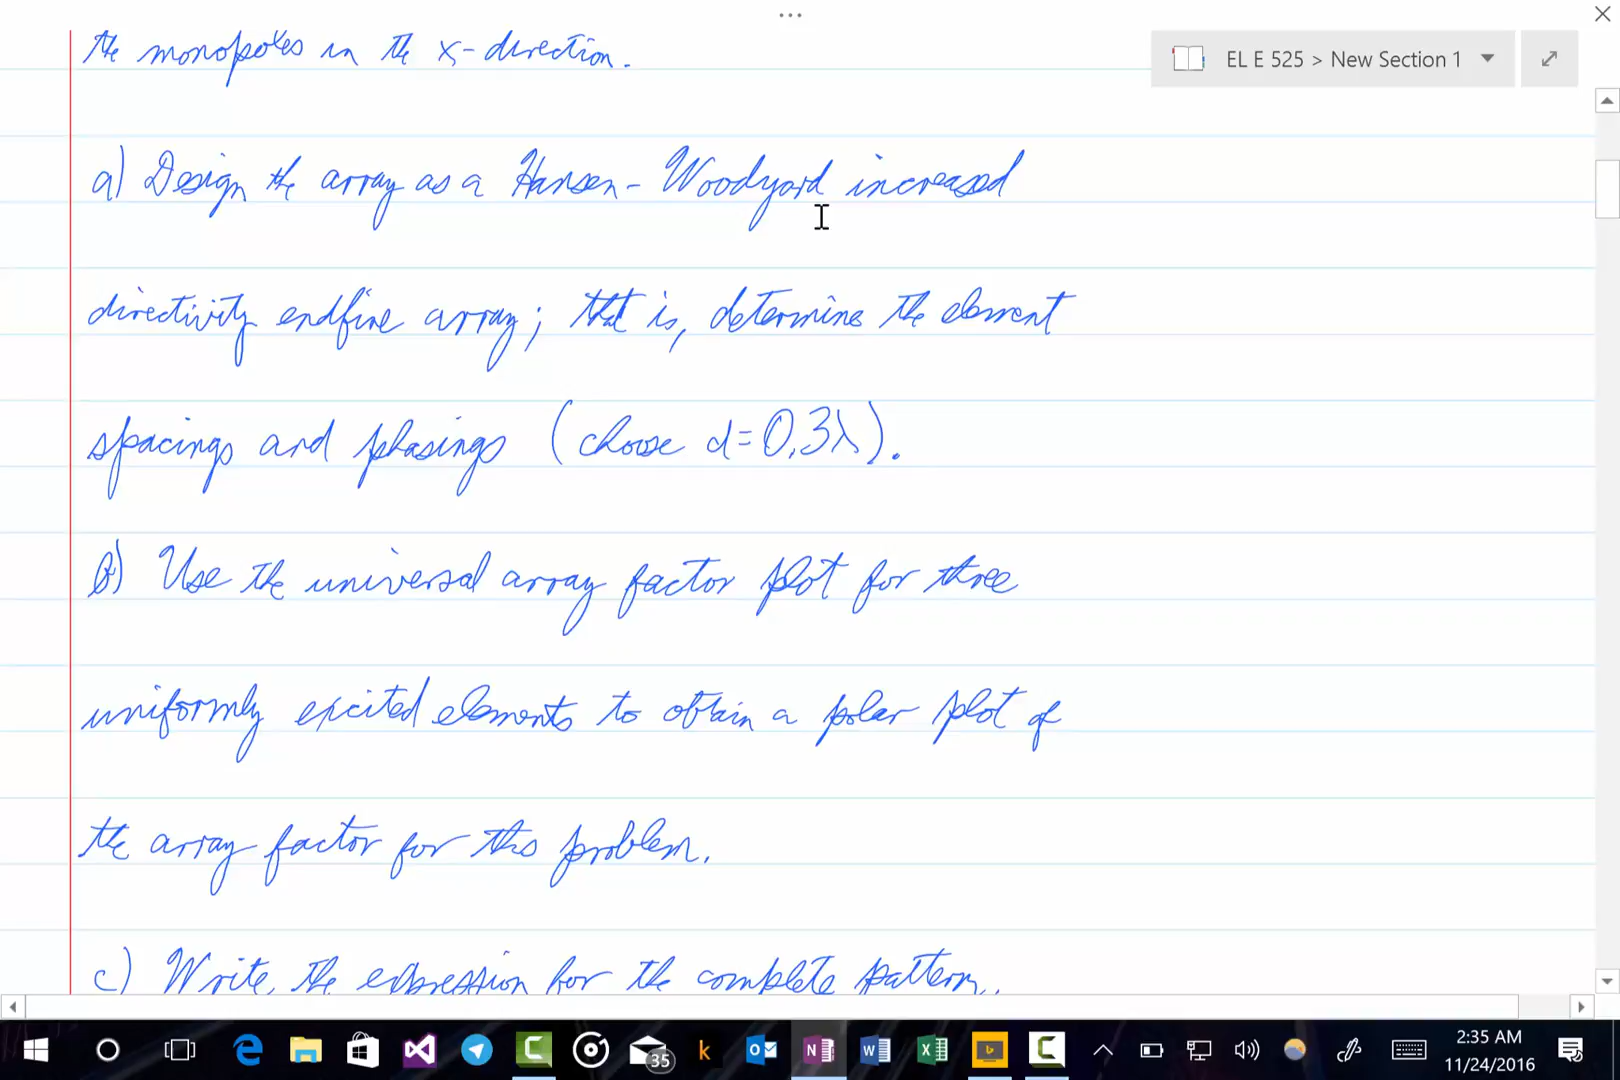 ...
the monopoles in the x-direction.
EL E 525 > New Section 1
a) Design the array as a Hansen-Woodyard increased
directivity endfire array; that is, determine the element
spacings and phasings (choose d=0.3λ).
b) Use the universal array factor plot for three
uniformly excited elements to obtain a polar plot of
the array factor for this problem.
c) Write the expression for the complete pattern.
35
2:35 AM
11/24/2016